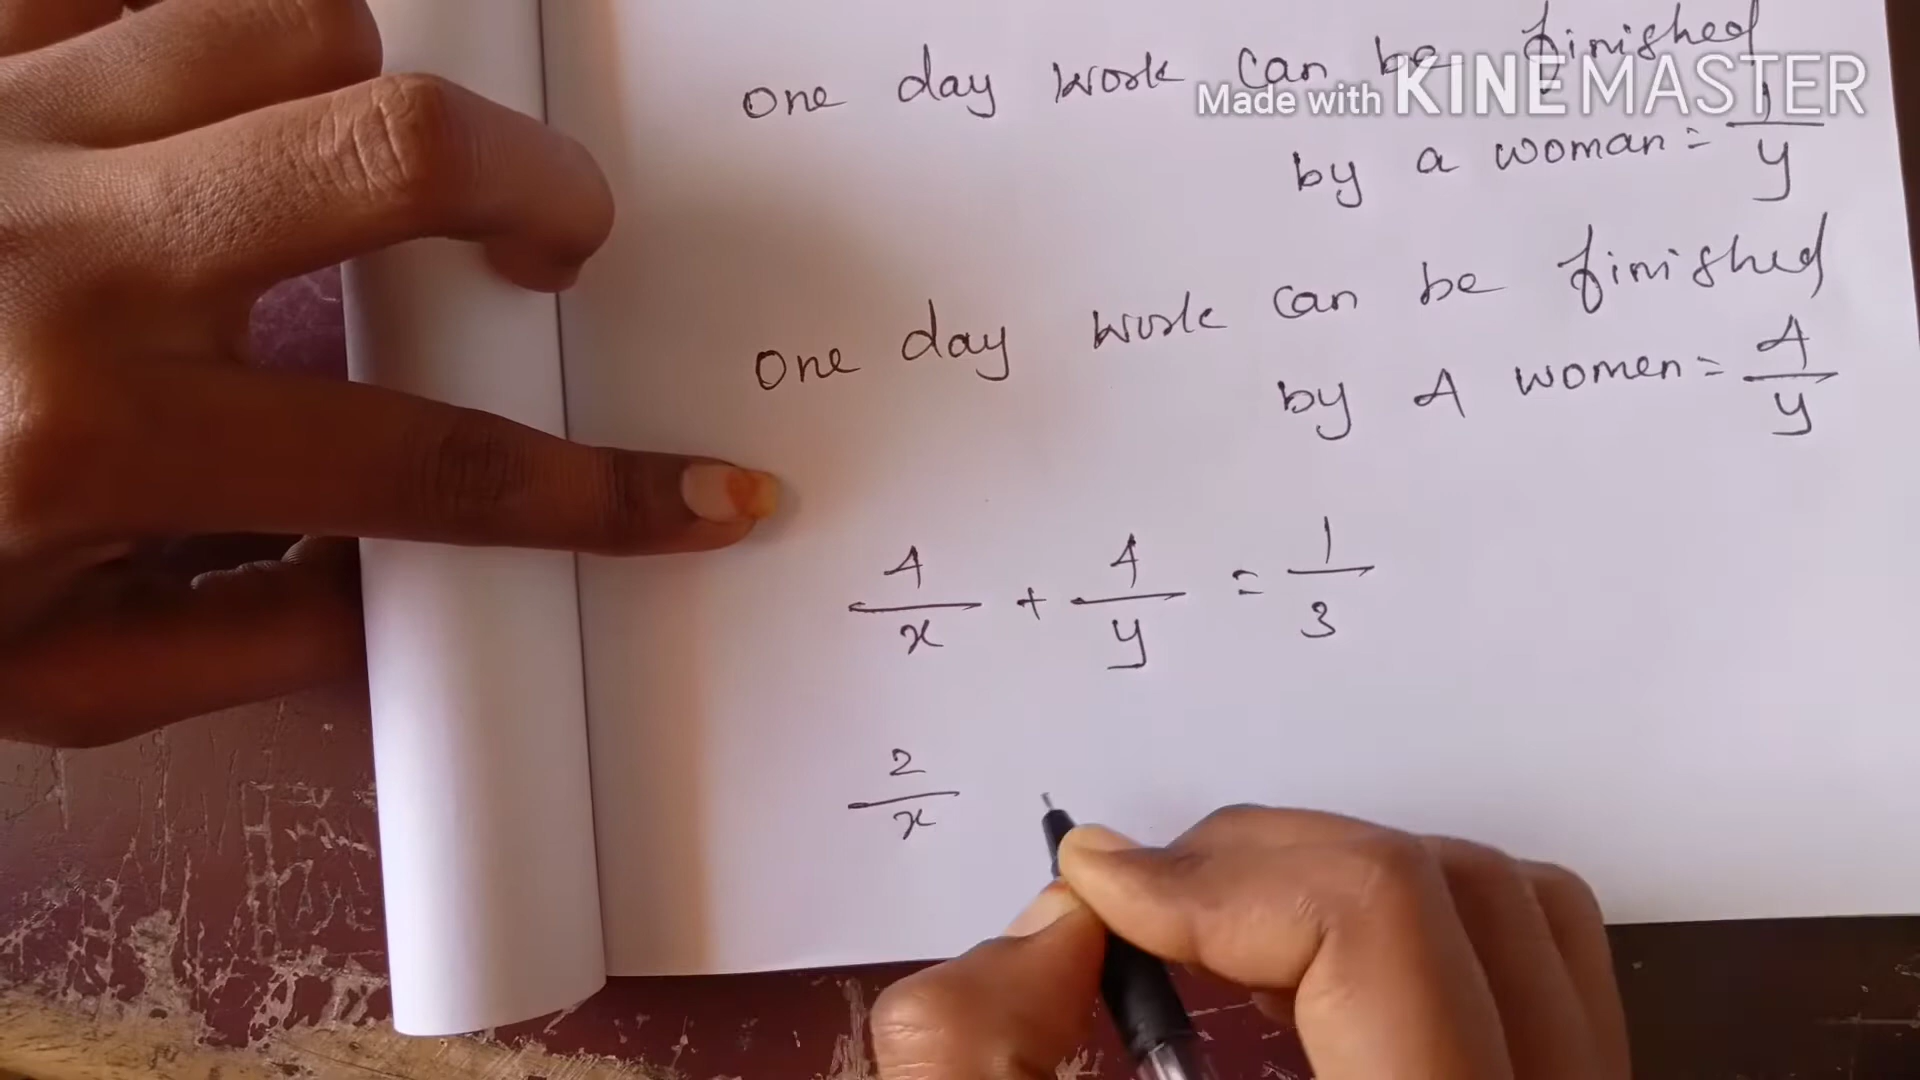 One day work can be finished
Made with KINEMASTER
by a woman = 1/y
One day work can be finished
by 4 women = 4/y
4/x + 4/y = 1/3
2/x